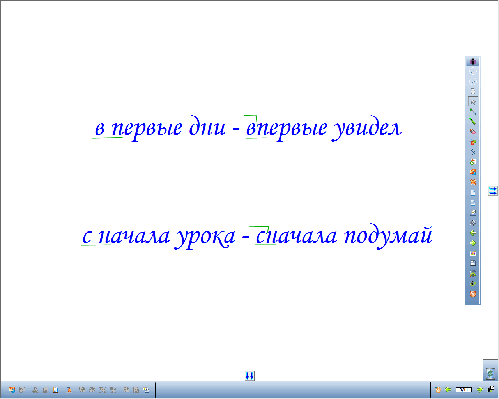 в первые дни - впервые увидел
с начала урока - сначала подумай